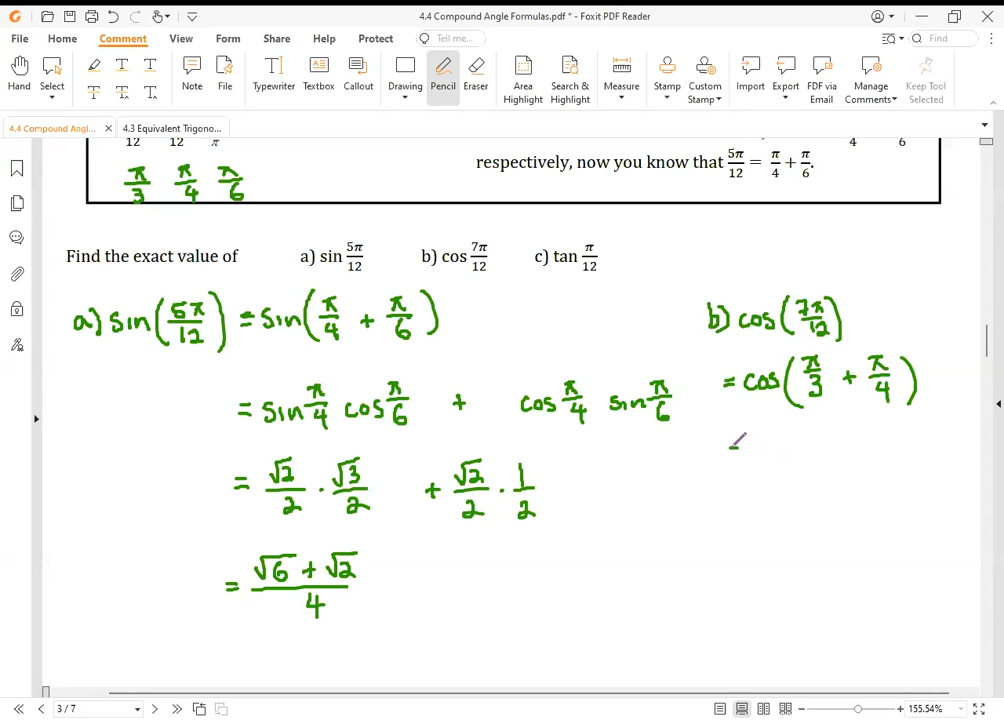 4.4 Compound Angle Formulas.pdf * - Foxit PDF Reader
File Home Comment View Form Share Help Protect Tell me... Find
Hand Select Note File Typewriter Textbox Callout Drawing Pencil Eraser Area Highlight Search & Highlight Measure Stamp Custom Stamp Import Export FDF via Email Manage Comments Keep Tool Selected
4.4 Compound Angl... 4.3 Equivalent Trigono...
12 12 π 4 6
π/3 π/4 π/6
respectively, now you know that 5π/12 = π/4 + π/6.
Find the exact value of a) sin 5π/12 b) cos 7π/12 c) tan π/12
a) sin(5π/12) = sin(π/4 + π/6)
= sin π/4 cos π/6 + cos π/4 sin π/6
= √2/2 · √3/2 + √2/2 · 1/2
= (√6 + √2)/4
b) cos(7π/12)
= cos(π/3 + π/4)
3 / 7 155.54%